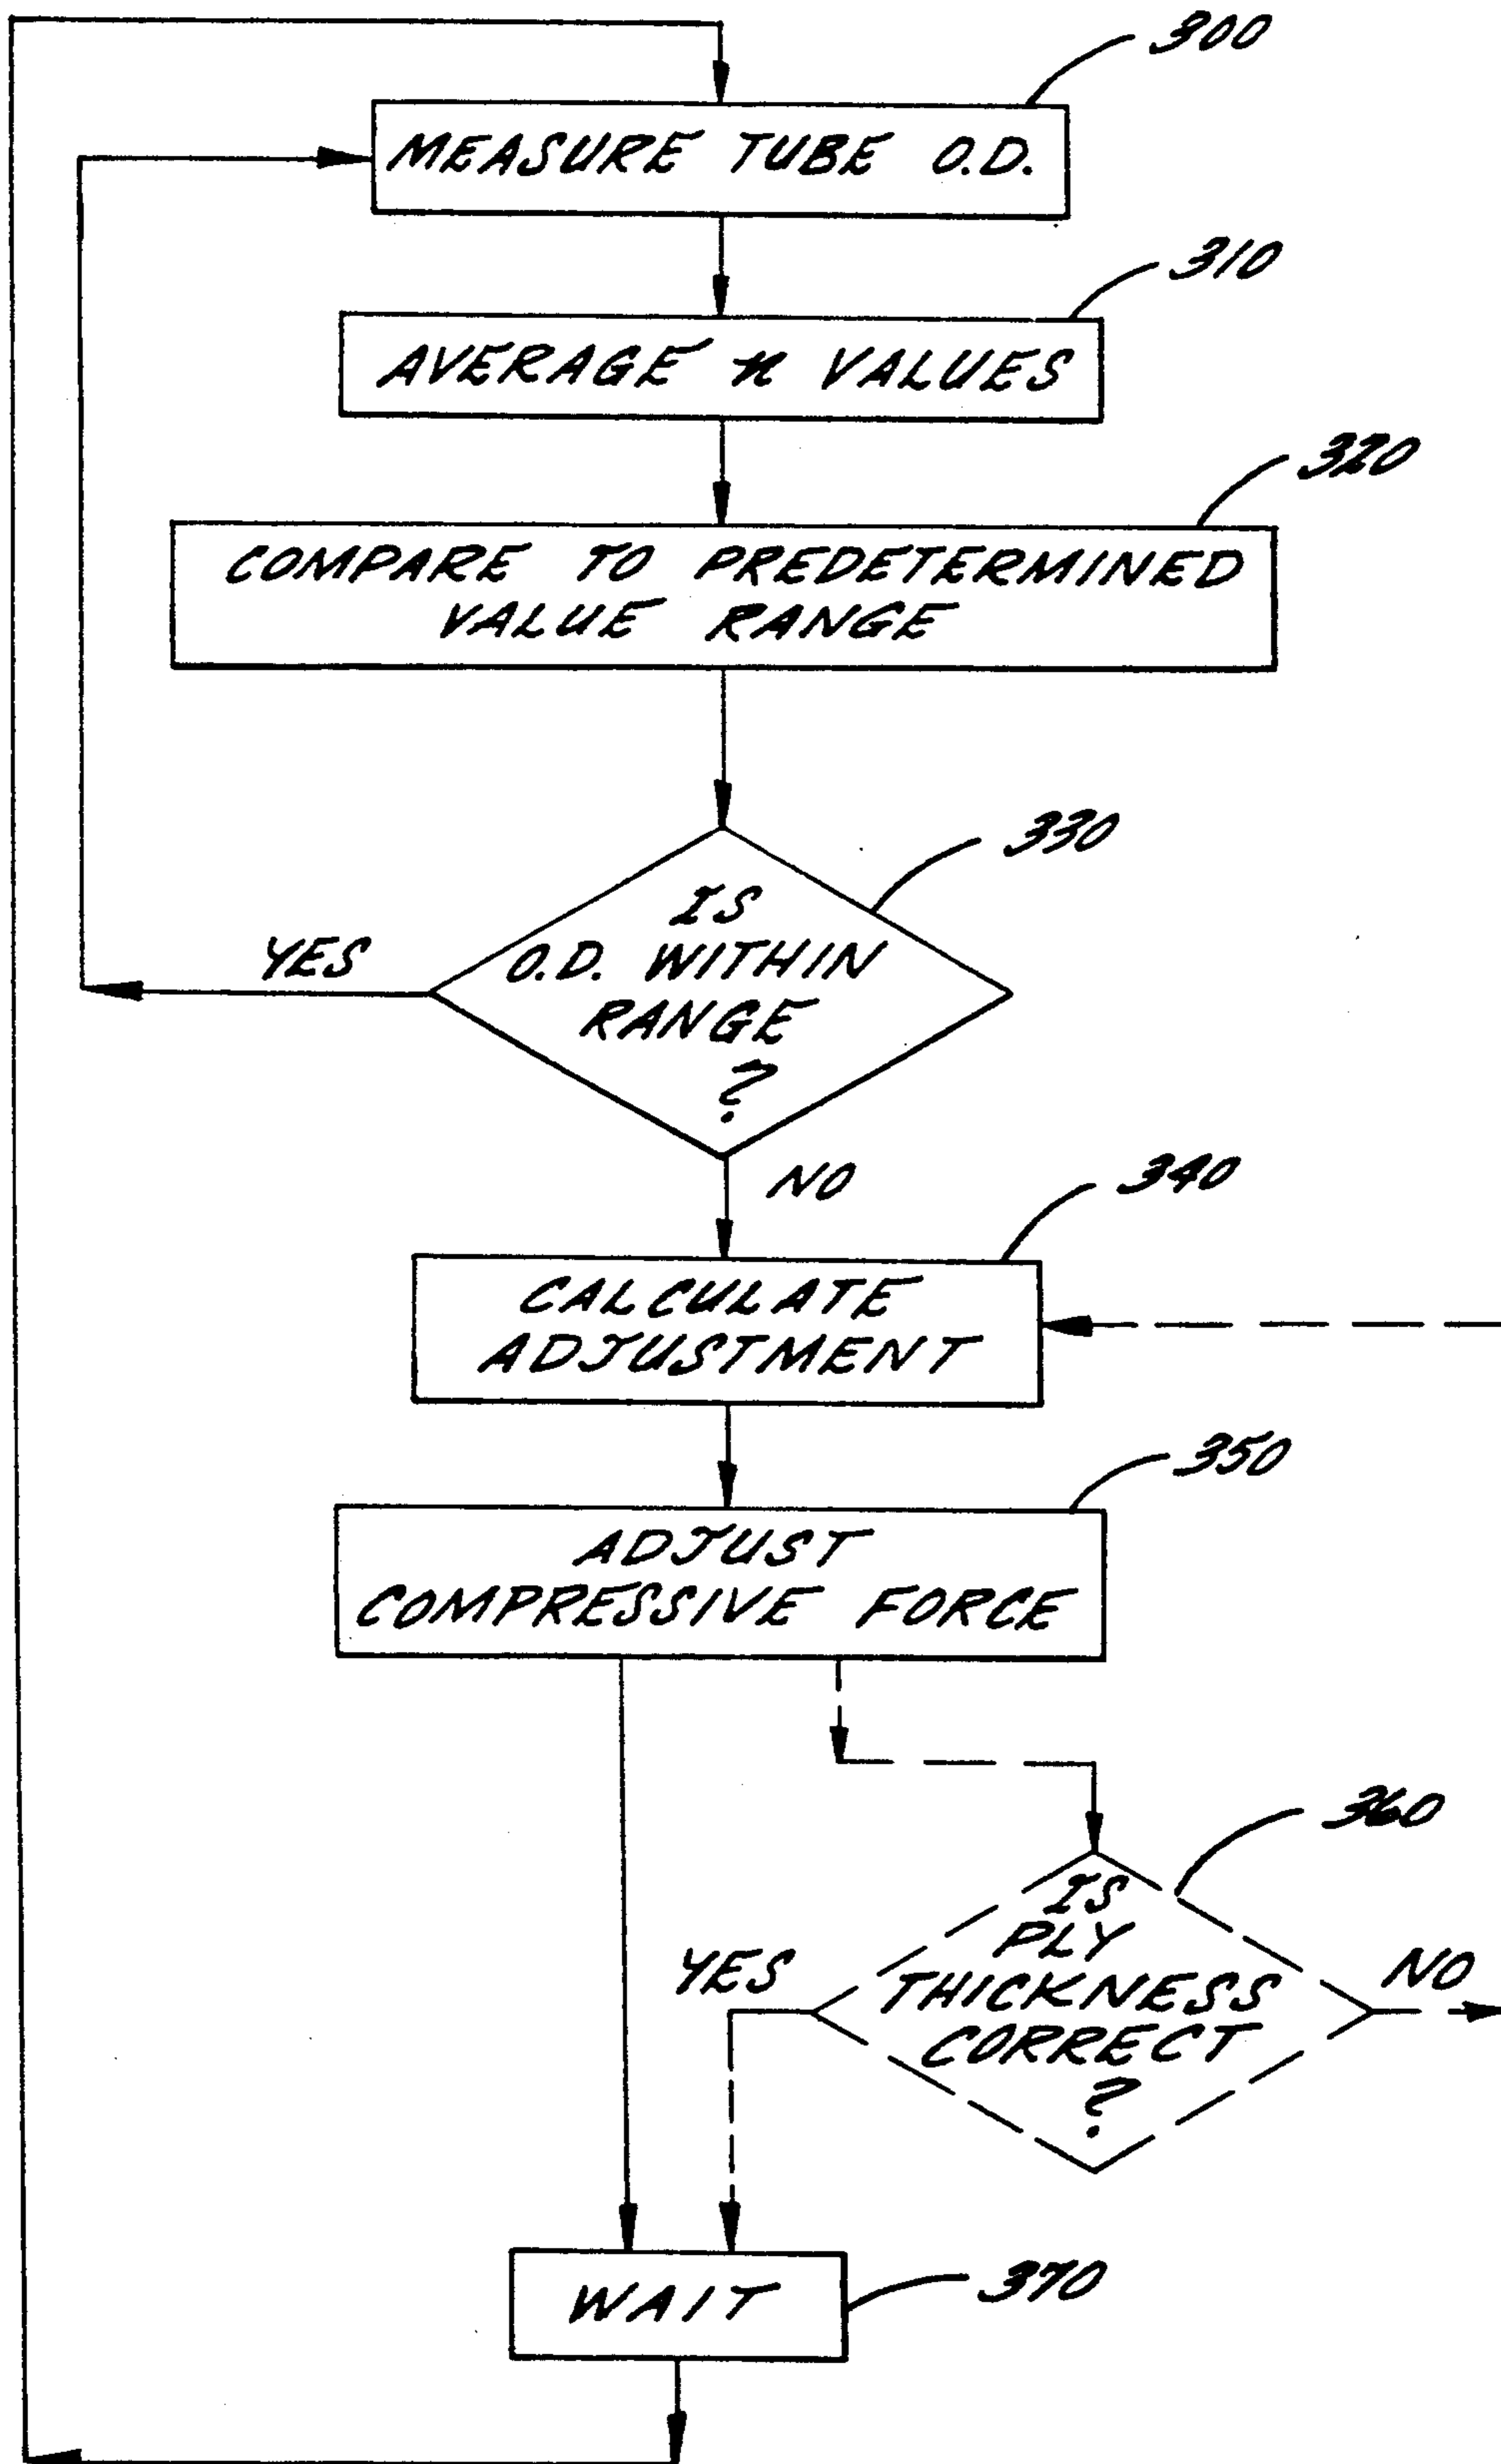 300
MEASURE TUBE O.D.
310
AVERAGE n VALUES
320
COMPARE TO PREDETERMINED
VALUE RANGE
330
IS
O.D. WITHIN
RANGE
?
YES
NO
340
CALCULATE
ADJUSTMENT
350
ADJUST
COMPRESSIVE FORCE
360
IS
PLY
THICKNESS
CORRECT
?
YES
NO
WAIT
370